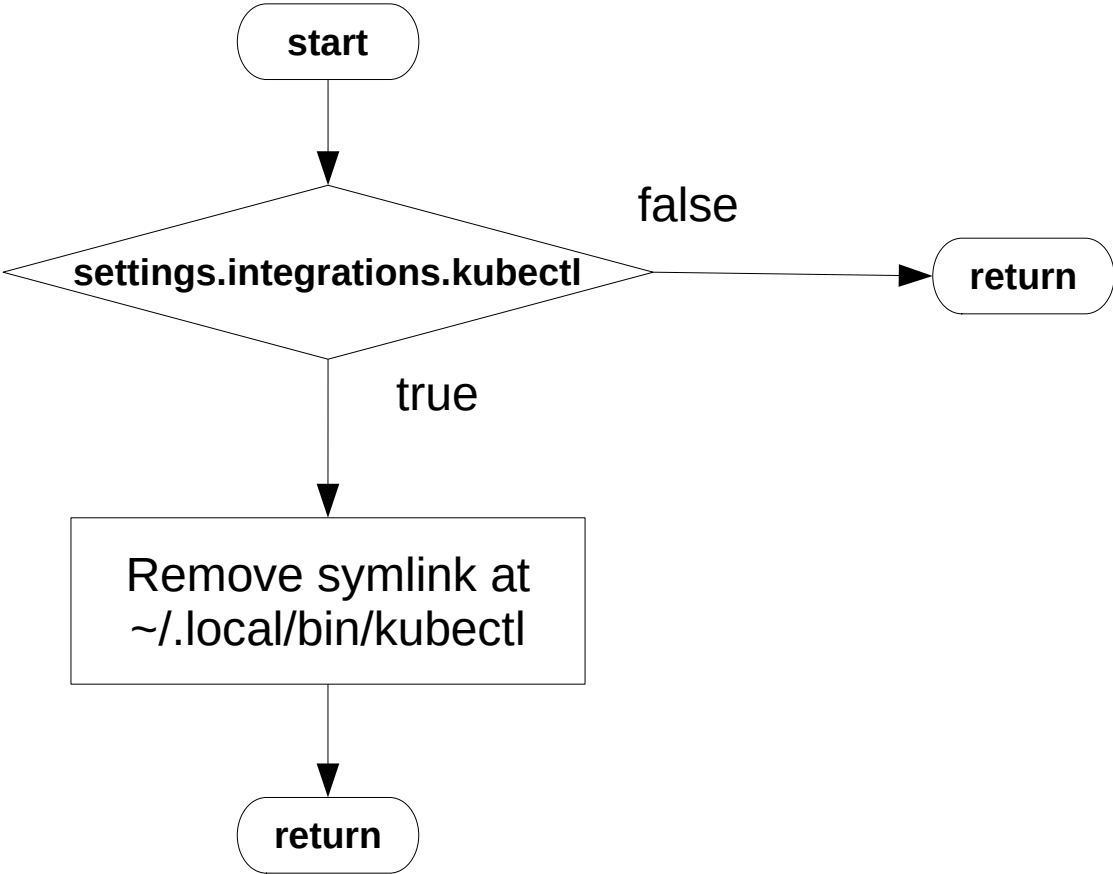 start
false
settings.integrations.kubectl
return
true
Remove symlink at
~/.local/bin/kubectl
return